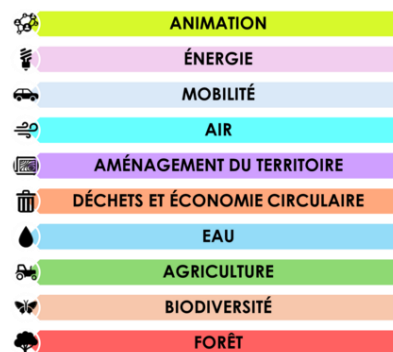 ANIMATION
ÉNERGIE
MOBILITÉ
AIR
AMÉNAGEMENT DU TERRITOIRE
DÉCHETS ET ÉCONOMIE CIRCULAIRE
EAU
AGRICULTURE
BIODIVERSITÉ
FORÊT